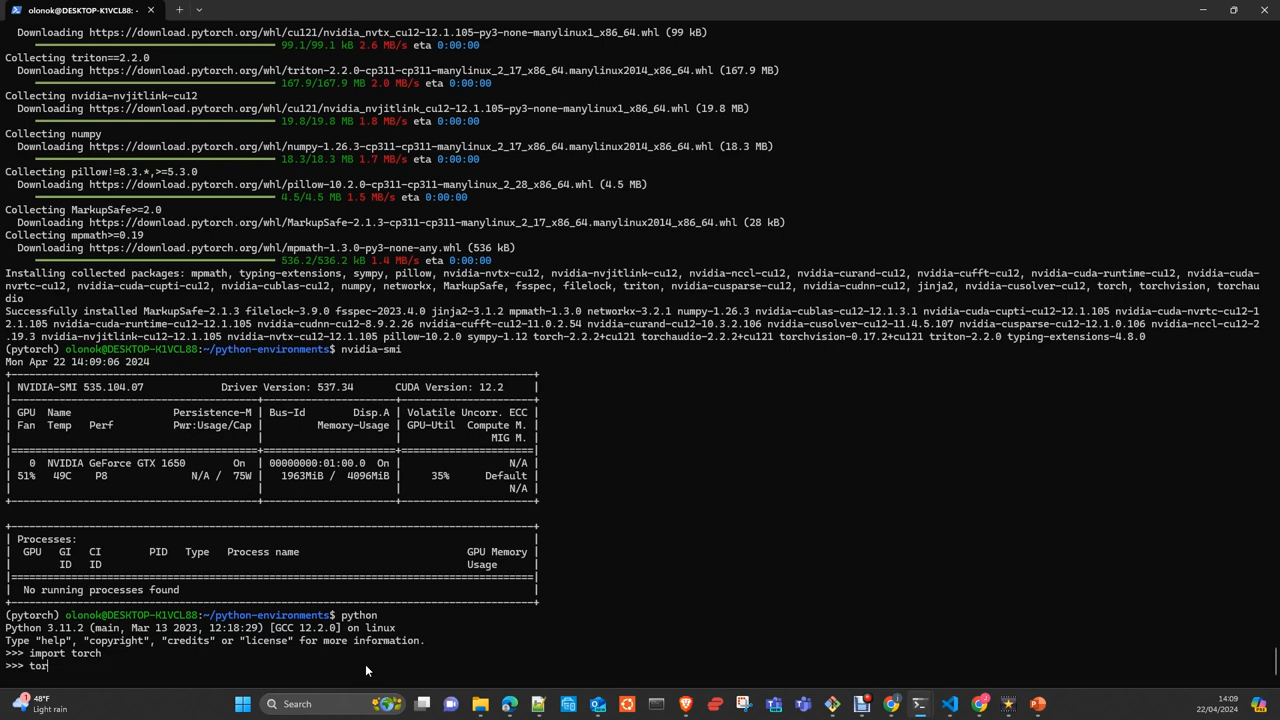 olonok@DESKTOP-K1VCL88: ~
Downloading https://download.pytorch.org/whl/cu121/nvidia_nvtx_cu12-12.1.105-py3-none-manylinux1_x86_64.whl (99 kB)
99.1/99.1 kB 2.6 MB/s eta 0:00:00
Collecting triton==2.2.0
Downloading https://download.pytorch.org/whl/triton-2.2.0-cp311-cp311-manylinux_2_17_x86_64.manylinux2014_x86_64.whl (167.9 MB)
167.9/167.9 MB 2.0 MB/s eta 0:00:00
Collecting nvidia-nvjitlink-cu12
Downloading https://download.pytorch.org/whl/cu121/nvidia_nvjitlink_cu12-12.1.105-py3-none-manylinux1_x86_64.whl (19.8 MB)
19.8/19.8 MB 1.8 MB/s eta 0:00:00
Collecting numpy
Downloading https://download.pytorch.org/whl/numpy-1.26.3-cp311-cp311-manylinux_2_17_x86_64.manylinux2014_x86_64.whl (18.3 MB)
18.3/18.3 MB 1.7 MB/s eta 0:00:00
Collecting pillow!=8.3.*,>=5.3.0
Downloading https://download.pytorch.org/whl/pillow-10.2.0-cp311-cp311-manylinux_2_28_x86_64.whl (4.5 MB)
4.5/4.5 MB 1.5 MB/s eta 0:00:00
Collecting MarkupSafe>=2.0
Downloading https://download.pytorch.org/whl/MarkupSafe-2.1.3-cp311-cp311-manylinux_2_17_x86_64.manylinux2014_x86_64.whl (28 kB)
Collecting mpmath>=0.19
Downloading https://download.pytorch.org/whl/mpmath-1.3.0-py3-none-any.whl (536 kB)
536.2/536.2 kB 1.4 MB/s eta 0:00:00
Installing collected packages: mpmath, typing-extensions, sympy, pillow, nvidia-nvtx-cu12, nvidia-nvjitlink-cu12, nvidia-nccl-cu12, nvidia-curand-cu12, nvidia-cufft-cu12, nvidia-cuda-runtime-cu12, nvidia-cuda-
nvrtc-cu12, nvidia-cuda-cupti-cu12, nvidia-cublas-cu12, numpy, networkx, MarkupSafe, fsspec, filelock, triton, nvidia-cusparse-cu12, nvidia-cudnn-cu12, jinja2, nvidia-cusolver-cu12, torch, torchvision, torchau
dio
Successfully installed MarkupSafe-2.1.3 filelock-3.9.0 fsspec-2023.4.0 jinja2-3.1.2 mpmath-1.3.0 networkx-3.2.1 numpy-1.26.3 nvidia-cublas-cu12-12.1.3.1 nvidia-cuda-cupti-cu12-12.1.105 nvidia-cuda-nvrtc-cu12-1
2.1.105 nvidia-cuda-runtime-cu12-12.1.105 nvidia-cudnn-cu12-8.9.2.26 nvidia-cufft-cu12-11.0.2.54 nvidia-curand-cu12-10.3.2.106 nvidia-cusolver-cu12-11.4.5.107 nvidia-cusparse-cu12-12.1.0.106 nvidia-nccl-cu12-2
.19.3 nvidia-nvjitlink-cu12-12.1.105 nvidia-nvtx-cu12-12.1.105 pillow-10.2.0 sympy-1.12 torch-2.2.2+cu121 torchaudio-2.2.2+cu121 torchvision-0.17.2+cu121 triton-2.2.0 typing-extensions-4.8.0
(pytorch) olonok@DESKTOP-K1VCL88:~/python-environments$ nvidia-smi
Mon Apr 22 14:09:06 2024
NVIDIA-SMI 535.104.07 Driver Version: 537.34 CUDA Version: 12.2
GPU Name Persistence-M | Bus-Id Disp.A | Volatile Uncorr. ECC
Fan Temp Perf Pwr:Usage/Cap | Memory-Usage | GPU-Util Compute M.
MIG M.
0 NVIDIA GeForce GTX 1650 On | 00000000:01:00.0 On | N/A
51% 49C P8 N/A / 75W | 1963MiB / 4096MiB | 35% Default
N/A
Processes:
GPU GI CI PID Type Process name GPU Memory
ID ID Usage
No running processes found
(pytorch) olonok@DESKTOP-K1VCL88:~/python-environments$ python
Python 3.11.2 (main, Mar 13 2023, 12:18:29) [GCC 12.2.0] on linux
Type "help", "copyright", "credits" or "license" for more information.
>>> import torch
>>> tor
1
48°F
Light rain
Search
14:09
22/04/2024